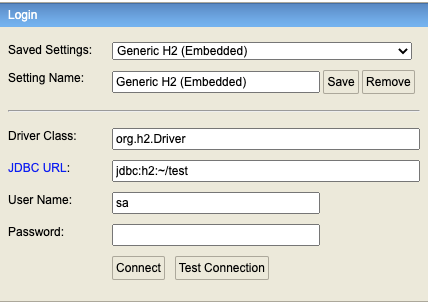 Login
Saved Settings: Generic H2 (Embedded)
Setting Name: Generic H2 (Embedded) Save Remove
Driver Class: org.h2.Driver
JDBC URL: jdbc:h2:~/test
User Name: sa
Password:
Connect Test Connection